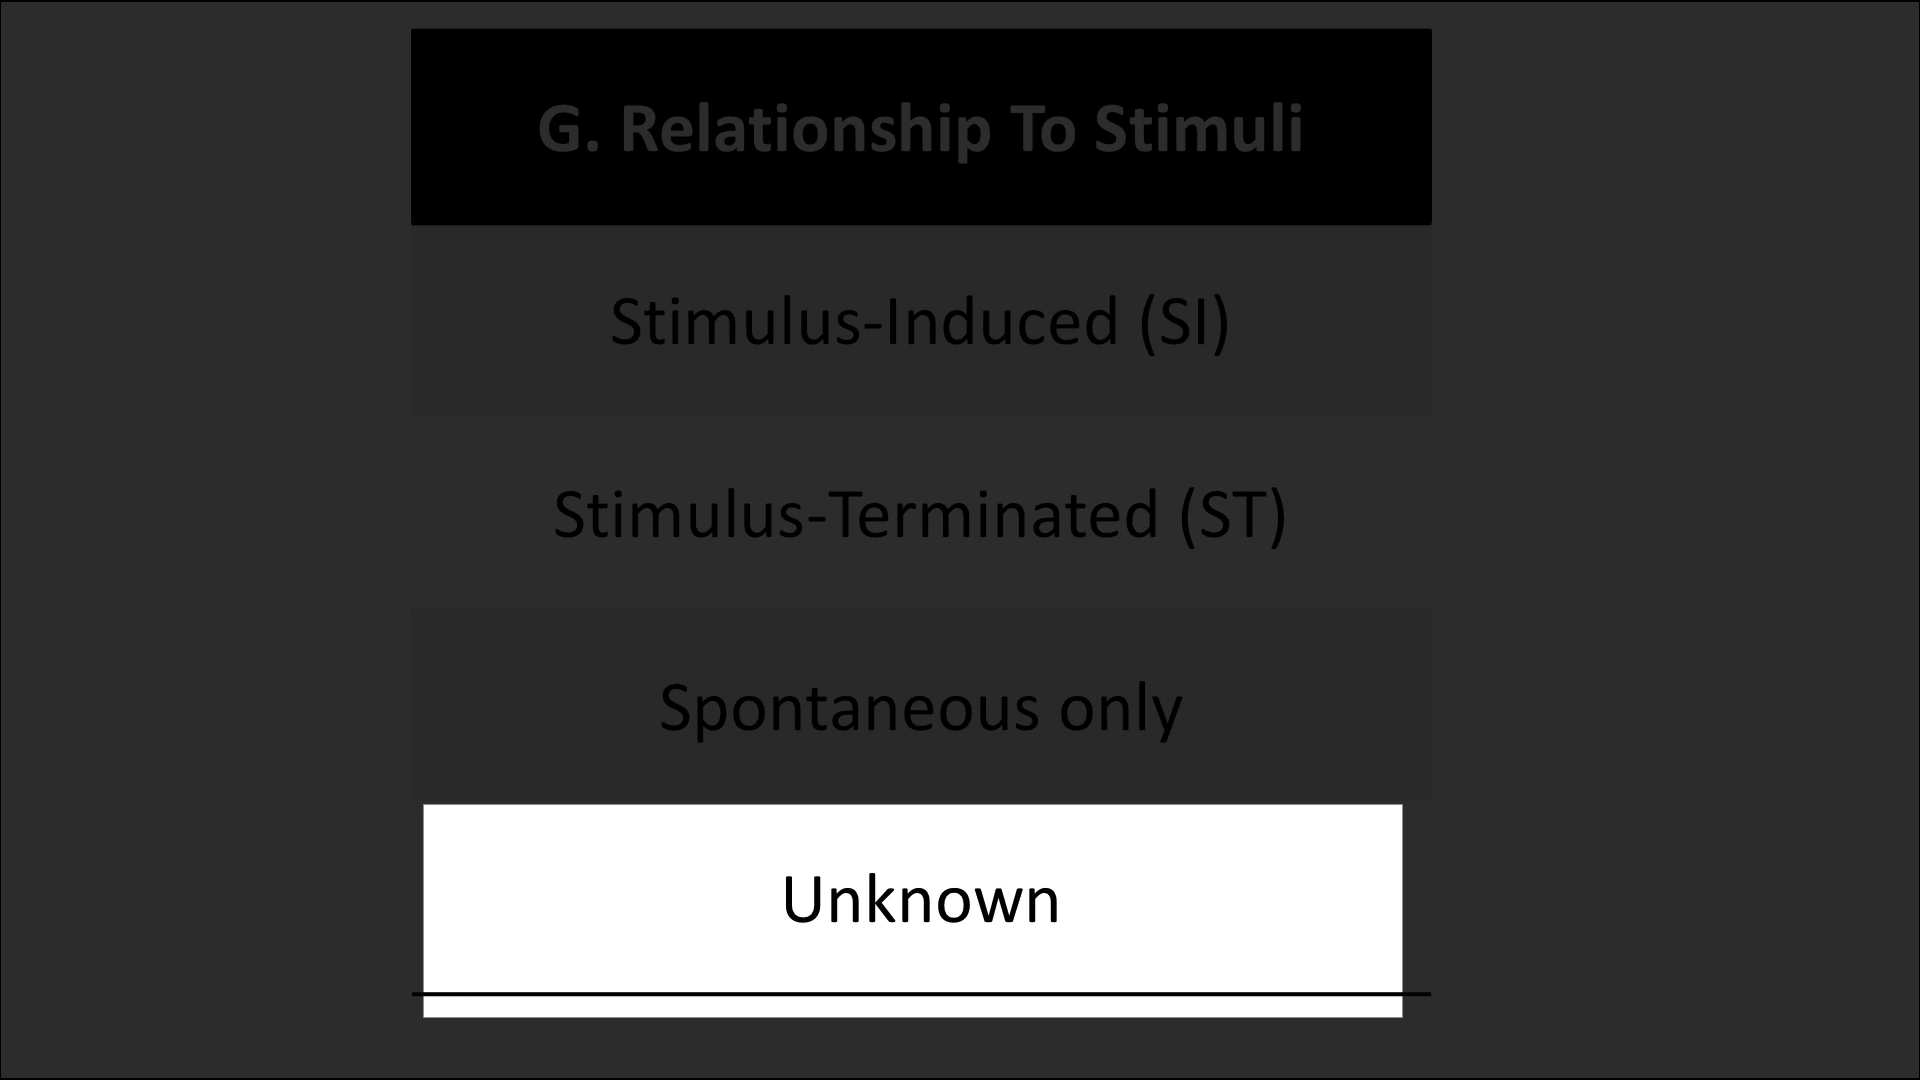 G. Relationship To Stimuli
Stimulus-Induced (SI)
Stimulus-Terminated (ST)
Spontaneous only
Unknown